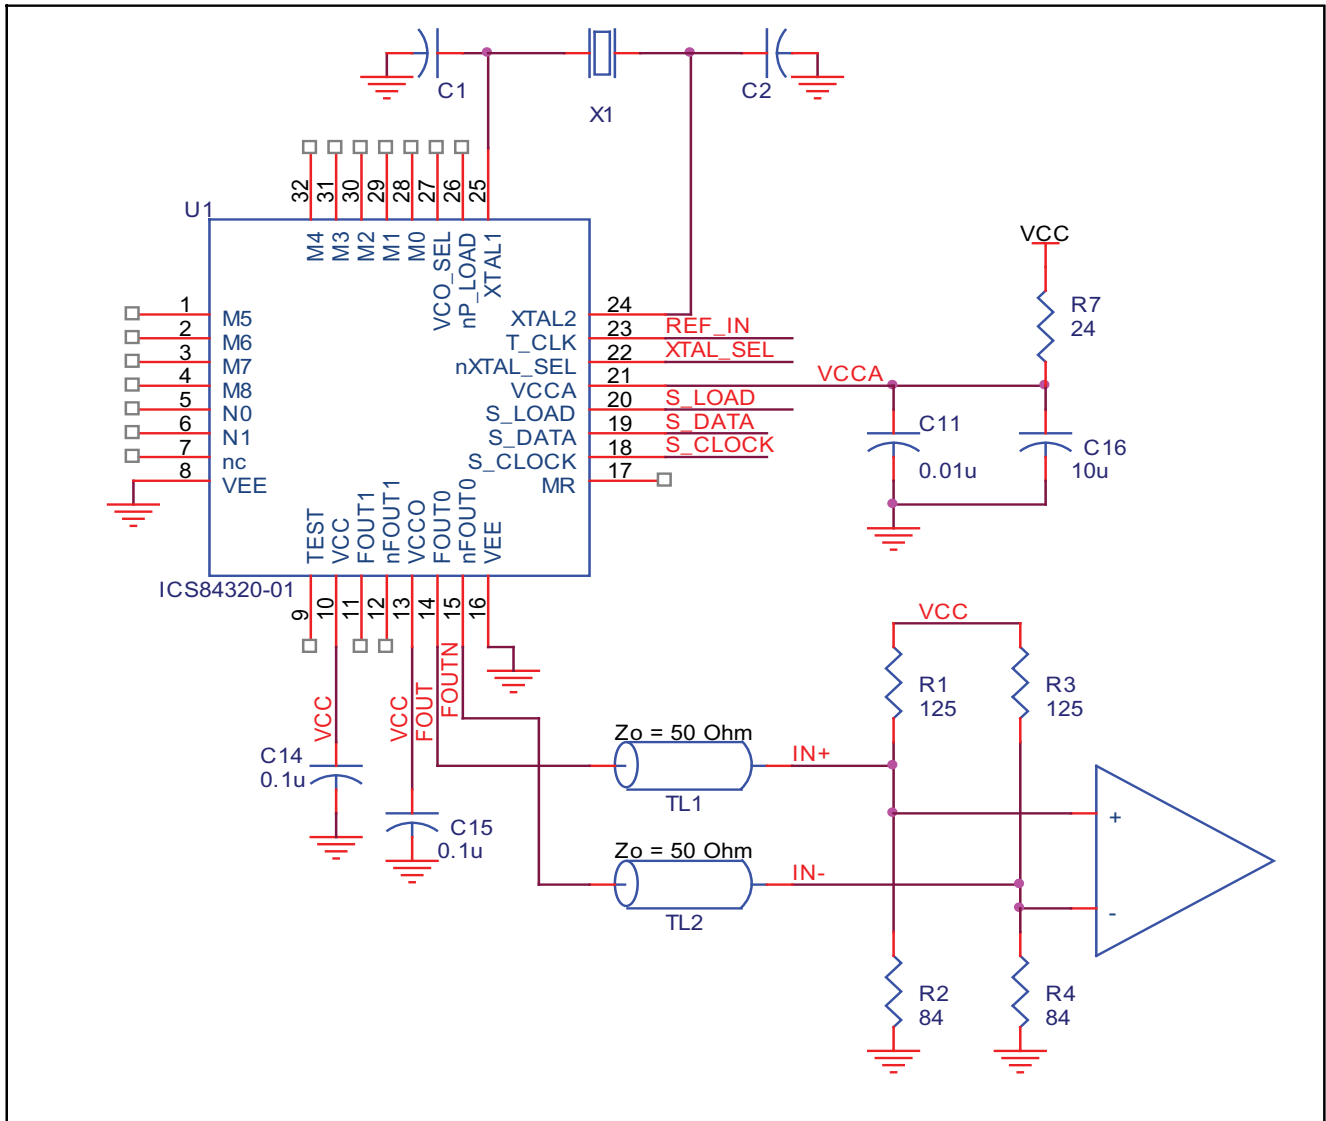 C1
X1
C2
32
31
30
29
28
27
26
25
U1
M4
M3
M2
M1
M0
VCO_SEL
nP_LOAD
XTAL1
1
2
3
4
5
6
7
8
M5
M6
M7
M8
N0
N1
nc
VEE
XTAL2
T_CLK
nXTAL_SEL
VCCA
S_LOAD
S_DATA
S_CLOCK
MR
24
23
22
21
20
19
18
17
REF_IN
XTAL_SEL
VCCA
S_LOAD
S_DATA
S_CLOCK
VCC
R7
24
C11
0.01u
C16
10u
TEST
VCC
FOUT1
nFOUT1
VCCO
FOUT0
nFOUT0
VEE
ICS84320-01
9
10
11
12
13
14
15
16
VCC
VCC
FOUT
FOUTN
C14
0.1u
C15
0.1u
Zo = 50 Ohm
TL1
IN+
Zo = 50 Ohm
TL2
IN-
VCC
R1
125
R3
125
+
-
R2
84
R4
84